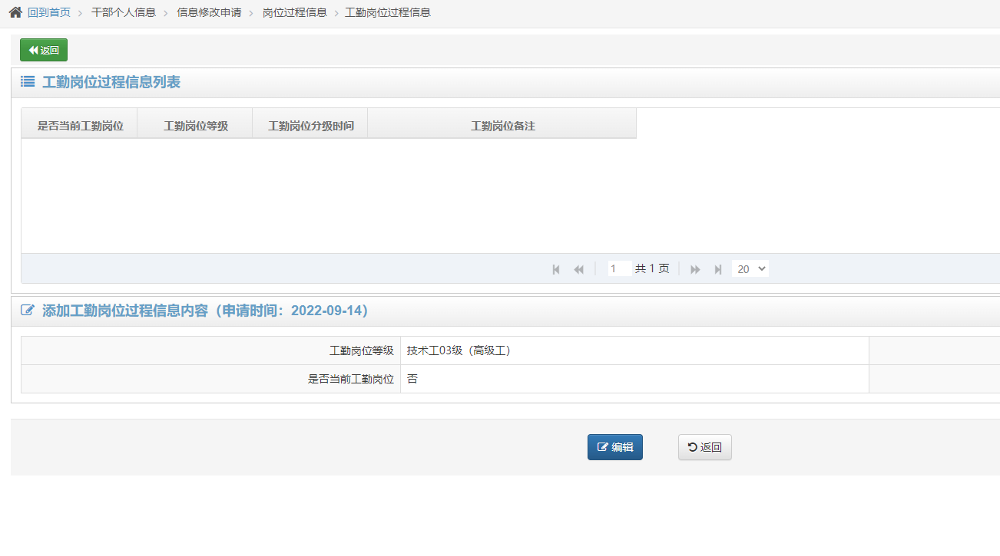 回到首页 > 干部个人信息 > 信息修改申请 > 岗位过程信息 > 工勤岗位过程信息
返回
工勤岗位过程信息列表
是否当前工勤岗位 工勤岗位等级 工勤岗位分级时间 工勤岗位备注
1 共 1 页 20
添加工勤岗位过程信息内容（申请时间：2022-09-14）
工勤岗位等级 技术工03级（高级工）
是否当前工勤岗位 否
编辑 返回